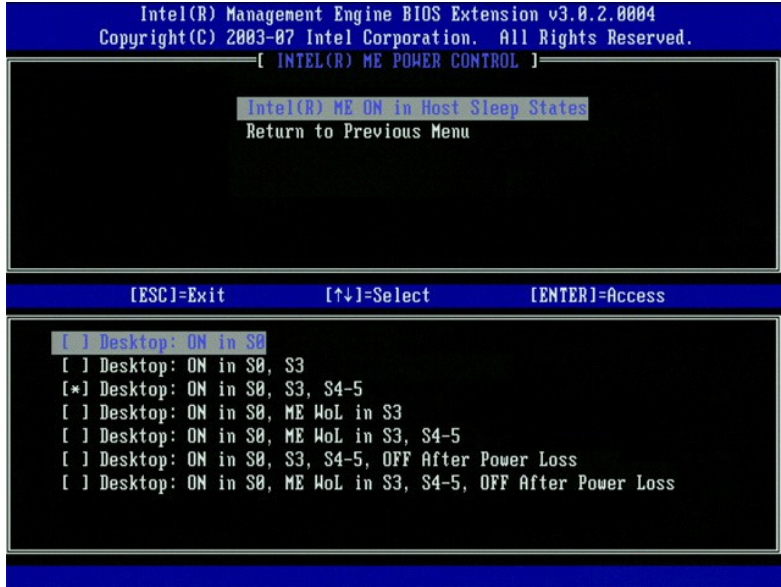 Intel(R) Management Engine BIOS Extension v3.0.2.0004
Copyright(C) 2003-07 Intel Corporation.  All Rights Reserved.
[ INTEL(R) ME POWER CONTROL ]
Intel(R) ME ON in Host Sleep States
Return to Previous Menu
[ESC]=Exit [↑↓]=Select [ENTER]=Access
[ ] Desktop: ON in S0
[ ] Desktop: ON in S0, S3
[*] Desktop: ON in S0, S3, S4-5
[ ] Desktop: ON in S0, ME WoL in S3
[ ] Desktop: ON in S0, ME WoL in S3, S4-5
[ ] Desktop: ON in S0, S3, S4-5, OFF After Power Loss
[ ] Desktop: ON in S0, ME WoL in S3, S4-5, OFF After Power Loss